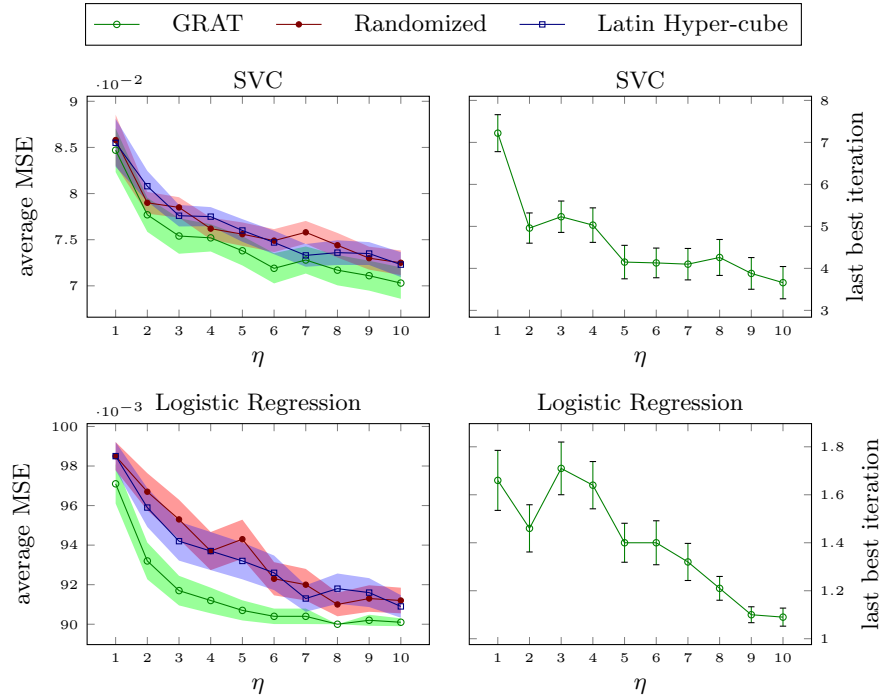 GRAT Randomized Latin Hyper-cube
SVC
·10−2
9
8.5
8
7.5
7
average MSE
1 2 3 4 5 6 7 8 9 10
η
SVC
8
7
6
5
4
3
last best iteration
1 2 3 4 5 6 7 8 9 10
η
Logistic Regression
·10−3
100
98
96
94
92
90
average MSE
1 2 3 4 5 6 7 8 9 10
η
Logistic Regression
1.8
1.6
1.4
1.2
1
last best iteration
1 2 3 4 5 6 7 8 9 10
η